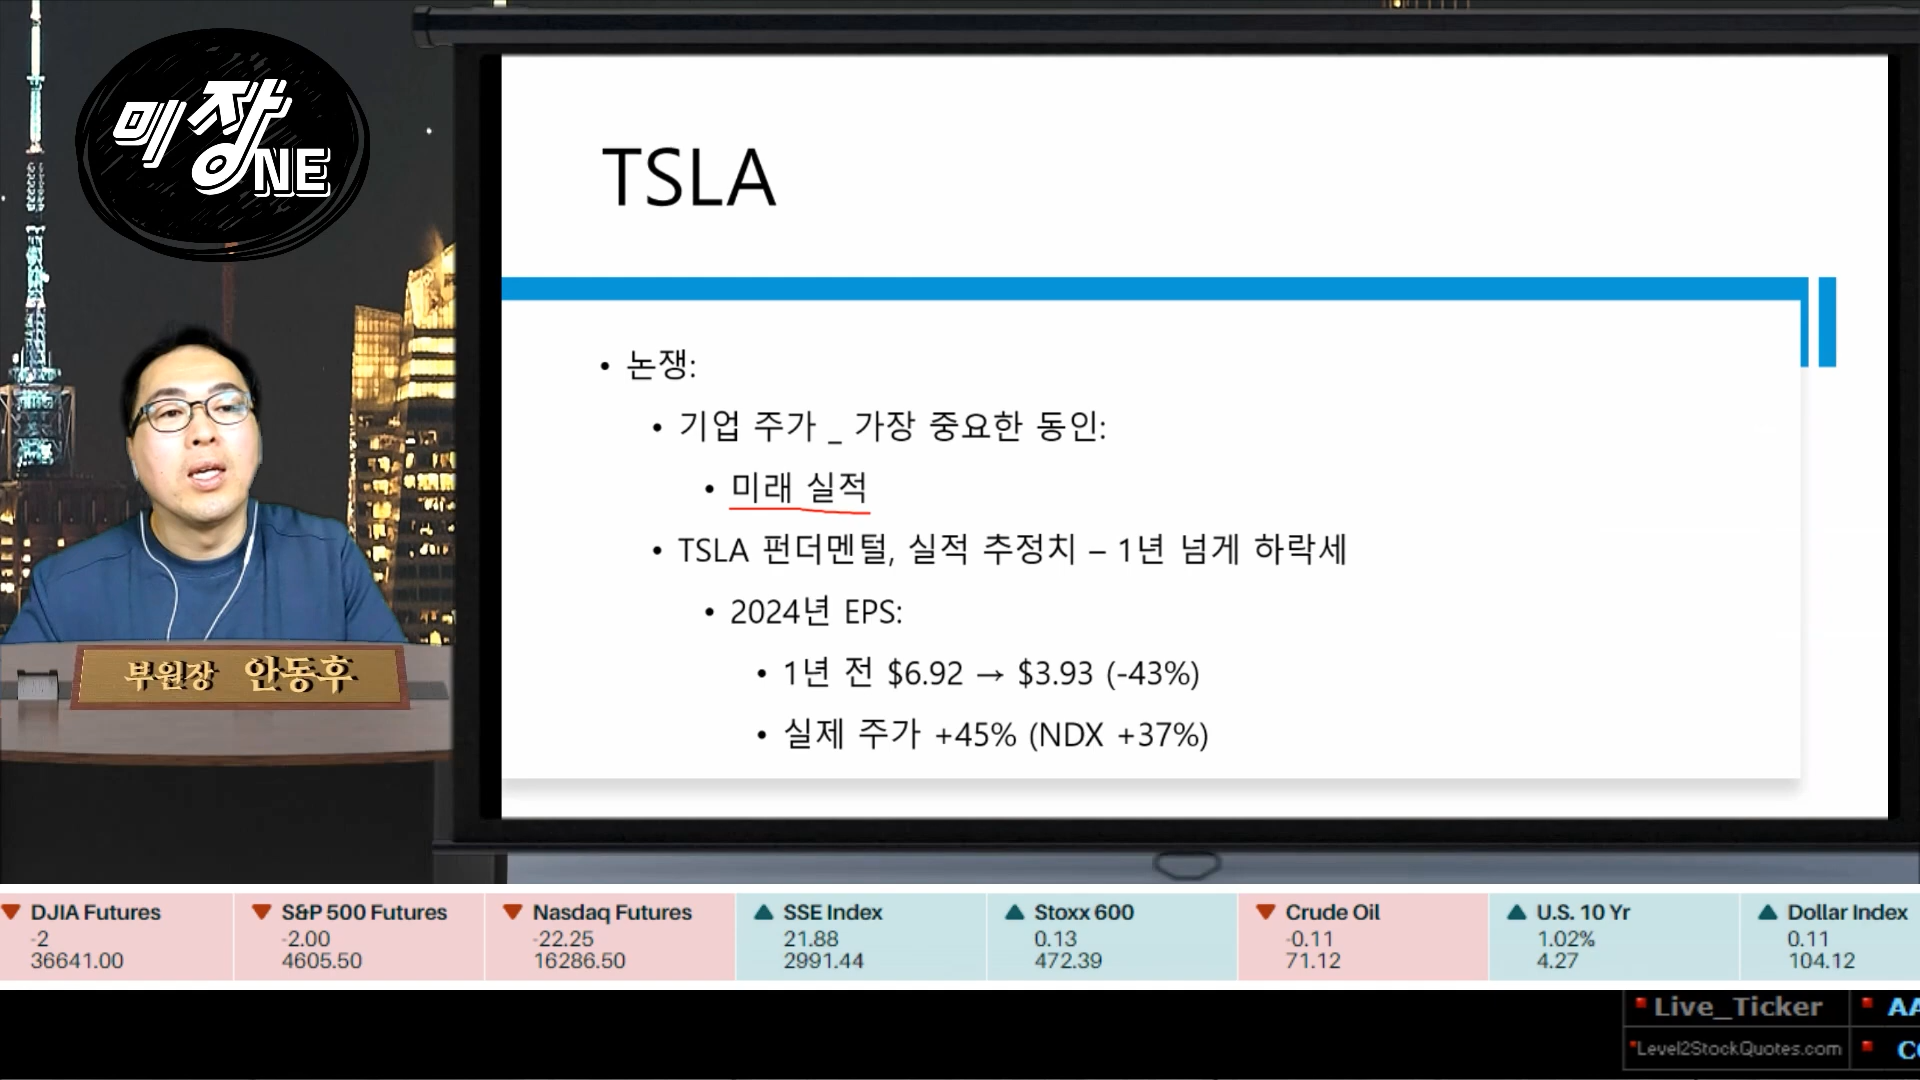 미장NE
TSLA
• 논쟁:
• 기업 주가 _ 가장 중요한 동인:
• 미래 실적
• TSLA 펀더멘털, 실적 추정치 – 1년 넘게 하락세
• 2024년 EPS:
• 1년 전 $6.92 → $3.93 (-43%)
• 실제 주가 +45% (NDX +37%)
부원장 안동후
▼ DJIA Futures
-2
36641.00
▼ S&P 500 Futures
-2.00
4605.50
▼ Nasdaq Futures
-22.25
16286.50
▲ SSE Index
21.88
2991.44
▲ Stoxx 600
0.13
472.39
▼ Crude Oil
-0.11
71.12
▲ U.S. 10 Yr
1.02%
4.27
▲ Dollar Index
0.11
104.12
Live_Ticker
Level2StockQuotes.com